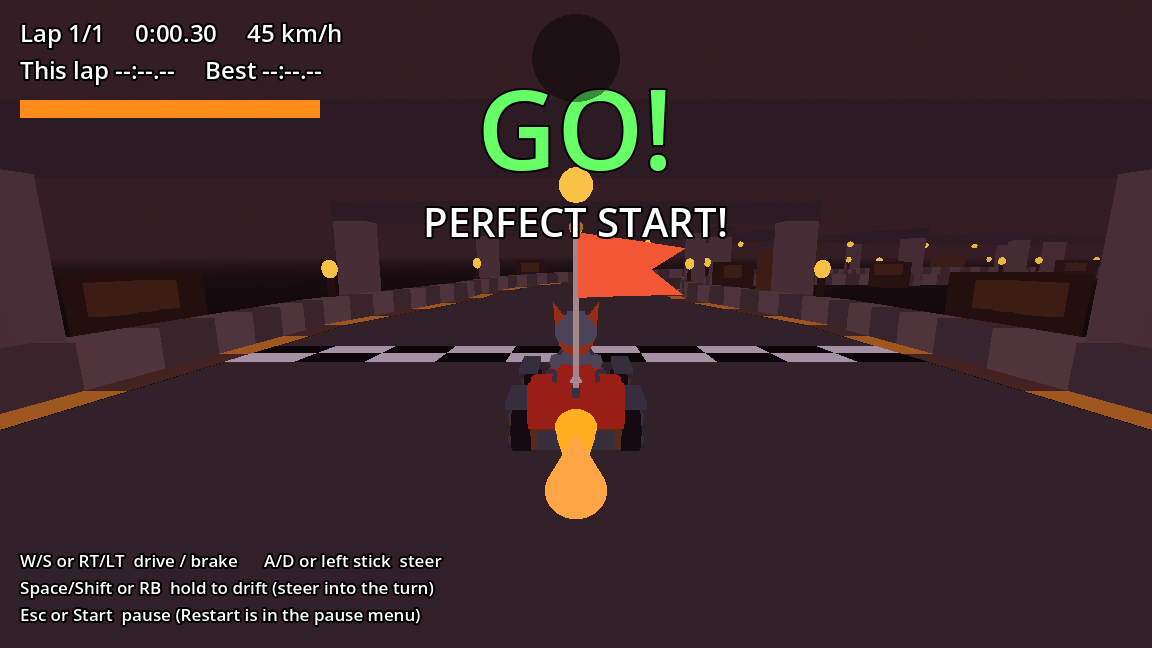 Lap 1/1 0:00.30 45 km/h
This lap --:--.-- Best --:--.--
GO!
PERFECT START!
W/S or RT/LT drive / brake A/D or left stick steer
Space/Shift or RB hold to drift (steer into the turn)
Esc or Start pause (Restart is in the pause menu)